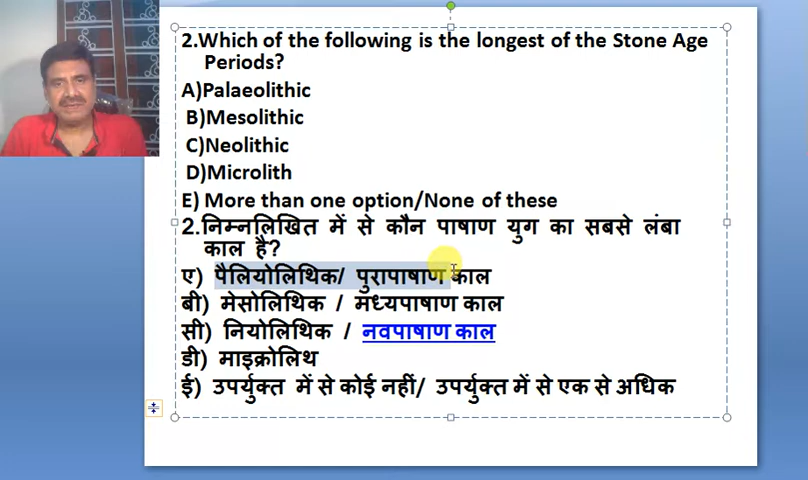 2.Which of the following is the longest of the Stone Age
Periods?
A)Palaeolithic
B)Mesolithic
C)Neolithic
D)Microlith
E) More than one option/None of these
2.निम्नलिखित में से कौन पाषाण युग का सबसे लंबा
काल है?
ए) पैलियोलिथिक/ पुरापाषाण काल
बी) मेसोलिथिक / मध्यपाषाण काल
सी) नियोलिथिक / नवपाषाण काल
डी) माइक्रोलिथ
ई) उपर्युक्त में से कोई नहीं/ उपर्युक्त में से एक से अधिक